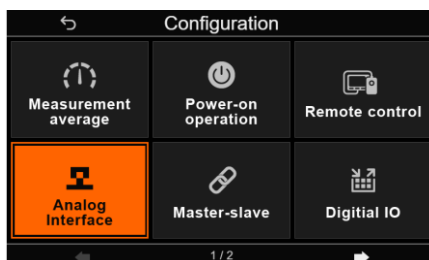 Configuration
Measurement
average
Power-on
operation
Remote control
Analog
Interface
Master-slave
Digitial IO
1/2